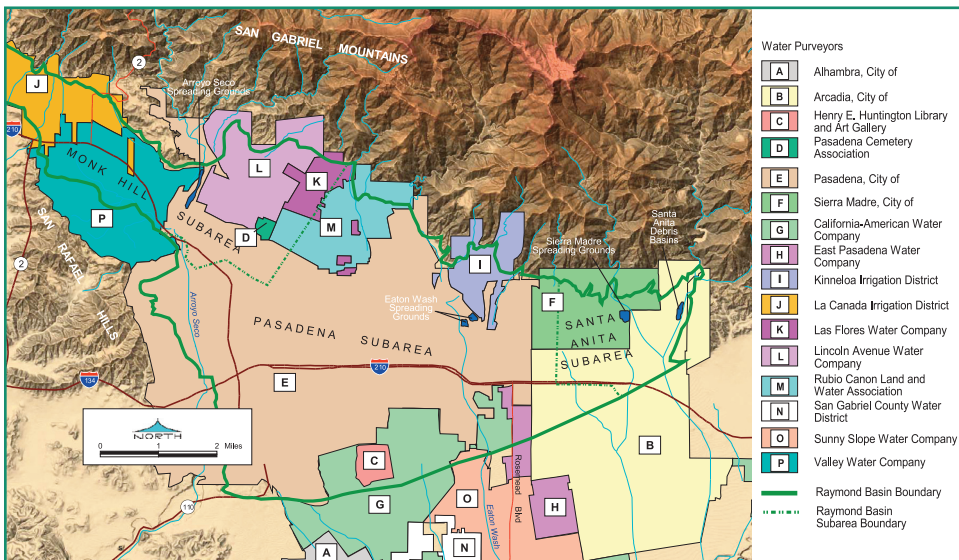 SAN GABRIEL MOUNTAINS
2
Arroyo Seco
Spreading Grounds
J
210
MONK HILL
SUBAREA
P
L
K
D
M
SAN RAFAEL HILLS
2
Arroyo Seco
Eaton Wash
Spreading
Grounds
I
Sierra Madre
Spreading Grounds
Santa
Anita
Debris
Basins
F
SANTA
ANITA
SUBAREA
PASADENA SUBAREA
E
210
134
NORTH
0 1 2 Miles
110
C
G
A
O
N
H
B
Eaton Wash
Rosemead Blvd
Water Purveyors
A Alhambra, City of
B Arcadia, City of
C Henry E. Huntington Library
and Art Gallery
D Pasadena Cemetery
Association
E Pasadena, City of
F Sierra Madre, City of
G California-American Water
Company
H East Pasadena Water
Company
I Kinneloa Irrigation District
J La Canada Irrigation District
K Las Flores Water Company
L Lincoln Avenue Water
Company
M Rubio Canon Land and
Water Association
N San Gabriel County Water
District
O Sunny Slope Water Company
P Valley Water Company
Raymond Basin Boundary
Raymond Basin
Subarea Boundary